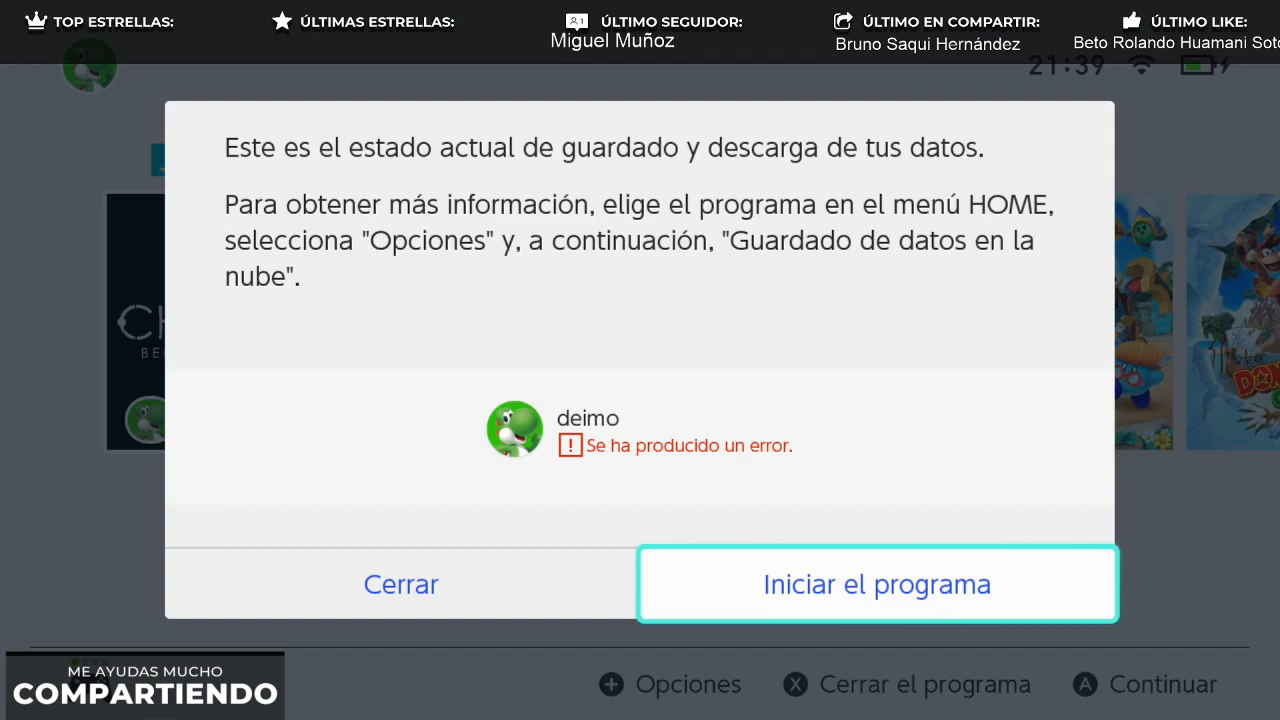 TOP ESTRELLAS:
ÚLTIMAS ESTRELLAS:
ÚLTIMO SEGUIDOR:
Miguel Muñoz
ÚLTIMO EN COMPARTIR:
Bruno Saqui Hernández
ÚLTIMO LIKE:
Beto Rolando Huamani Soto
21:39
Este es el estado actual de guardado y descarga de tus datos.
Para obtener más información, elige el programa en el menú HOME,
selecciona "Opciones" y, a continuación, "Guardado de datos en la
nube".
deimo
Se ha producido un error.
Cerrar
Iniciar el programa
ME AYUDAS MUCHO
COMPARTIENDO
+ Opciones
X Cerrar el programa
A Continuar